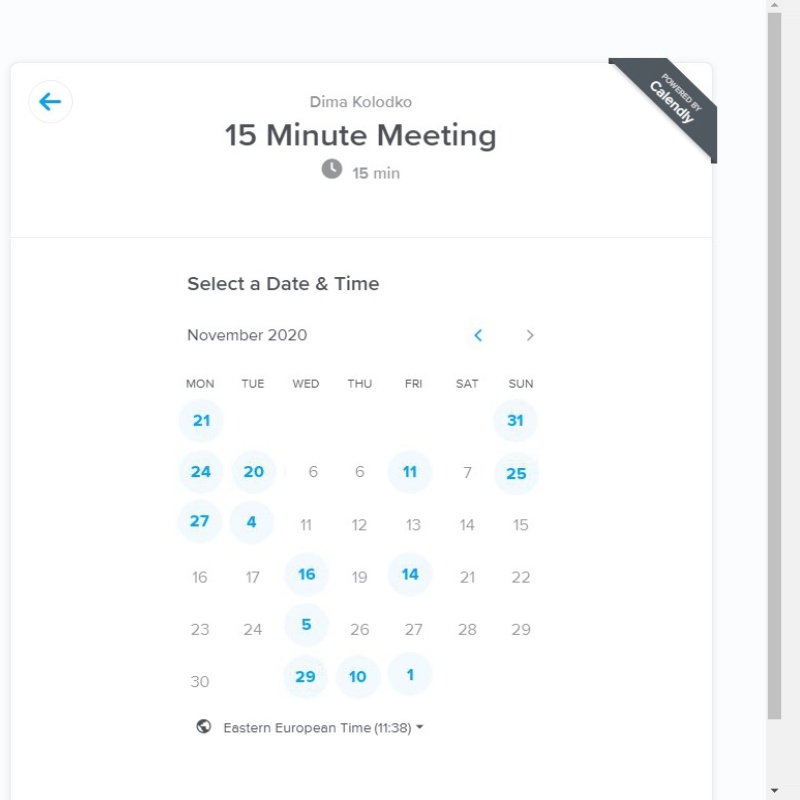 POWERED BY
Calendly
Dima Kolodko
15 Minute Meeting
15 min
Select a Date & Time
November 2020
MON TUE WED THU FRI SAT SUN
21 31
24 20 6 6 11 7 25
27 4 11 12 13 14 15
16 17 16 19 14 21 22
23 24 5 26 27 28 29
30 29 10 1
Eastern European Time (11:38)